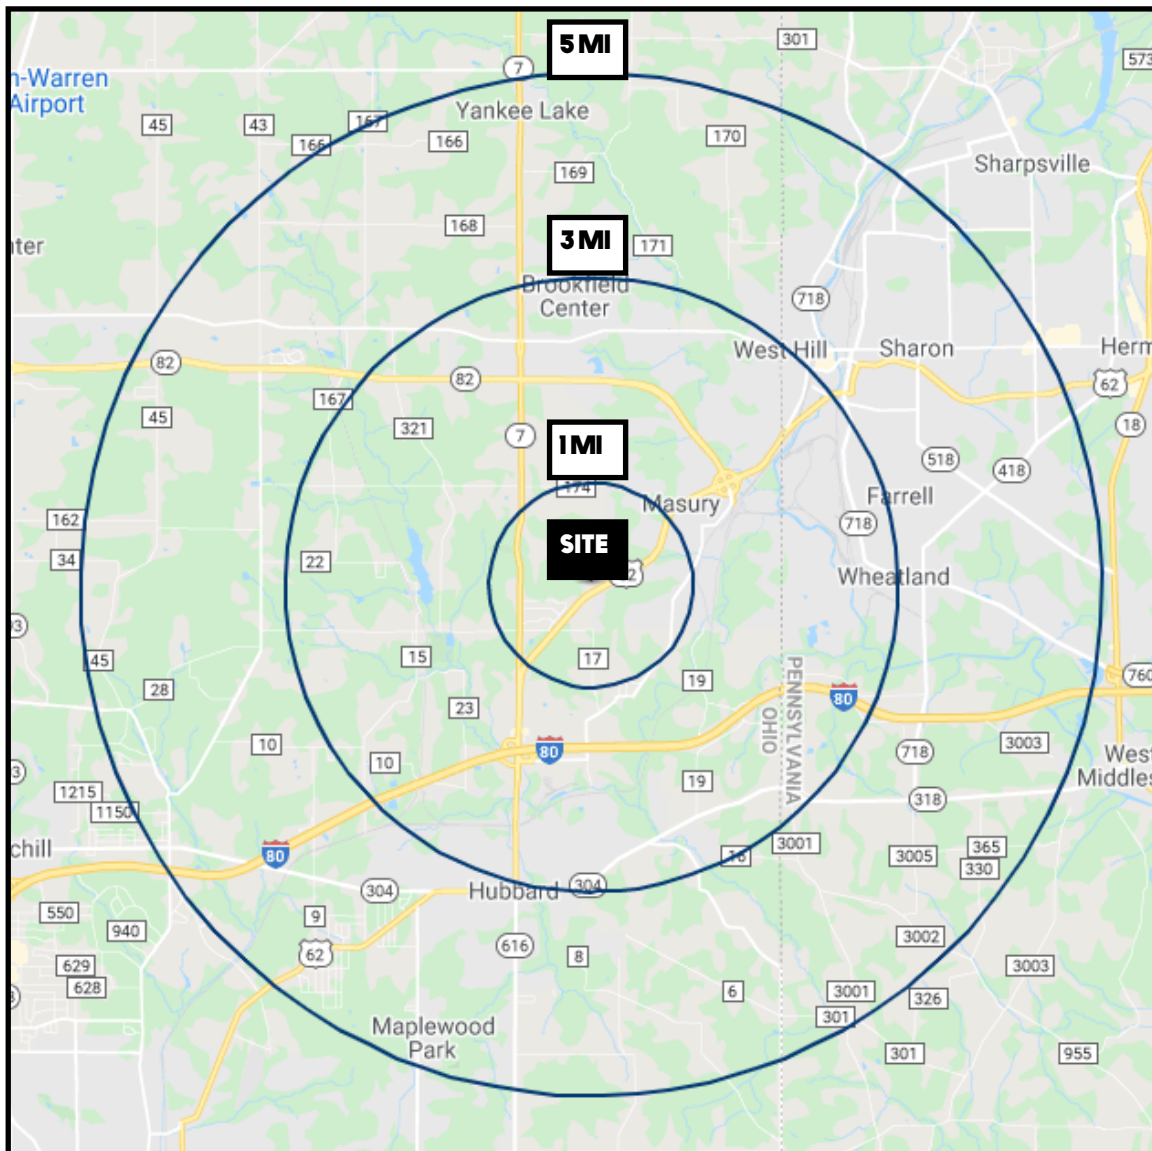 5 MI
301
573
7
n-Warren
Airport
Yankee Lake
45
43
167
166
166
170
Sharpsville
169
168
3 MI
171
nter
Brookfield
Center
718
West Hill
Sharon
Herm
82
82
62
167
45
321
7
1 MI
18
518
418
174
Masury
Farrell
162
718
SITE
34
22
Wheatland
15
17
45
19
760
28
PENNSYLVANIA
OHIO
80
23
10
80
718
3003
West
Middles
10
19
1215
1150
318
chill
80
16
3001
3005
365
330
304
Hubbard
304
550
9
940
616
3002
62
8
629
628
3003
6
3001
326
301
Maplewood
Park
301
955